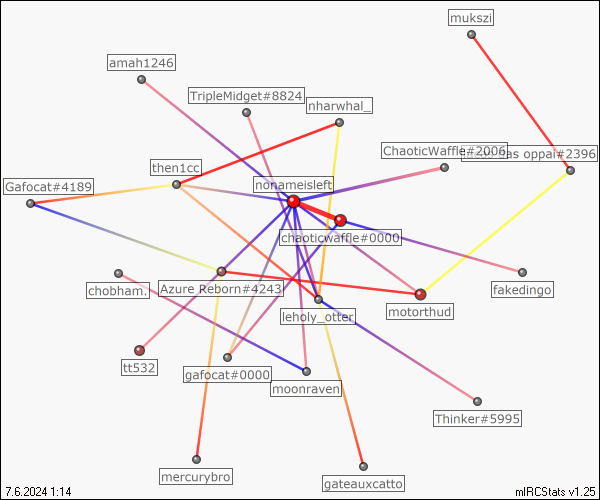 mukszi
amah1246
TripleMidget#8824
nharwhal_
ChaoticWaffle#2006
oppai#2396
then1cc
Gafocat#4189
nonameisleft
chaoticwaffle#0000
chobham.
Azure Reborn#4243
fakedingo
motorthud
leholy_otter
tt532
gafocat#0000
moonraven
Thinker#5995
mercurybro
gateauxcatto
7.6.2024 1:14
mIRCStats v1.25